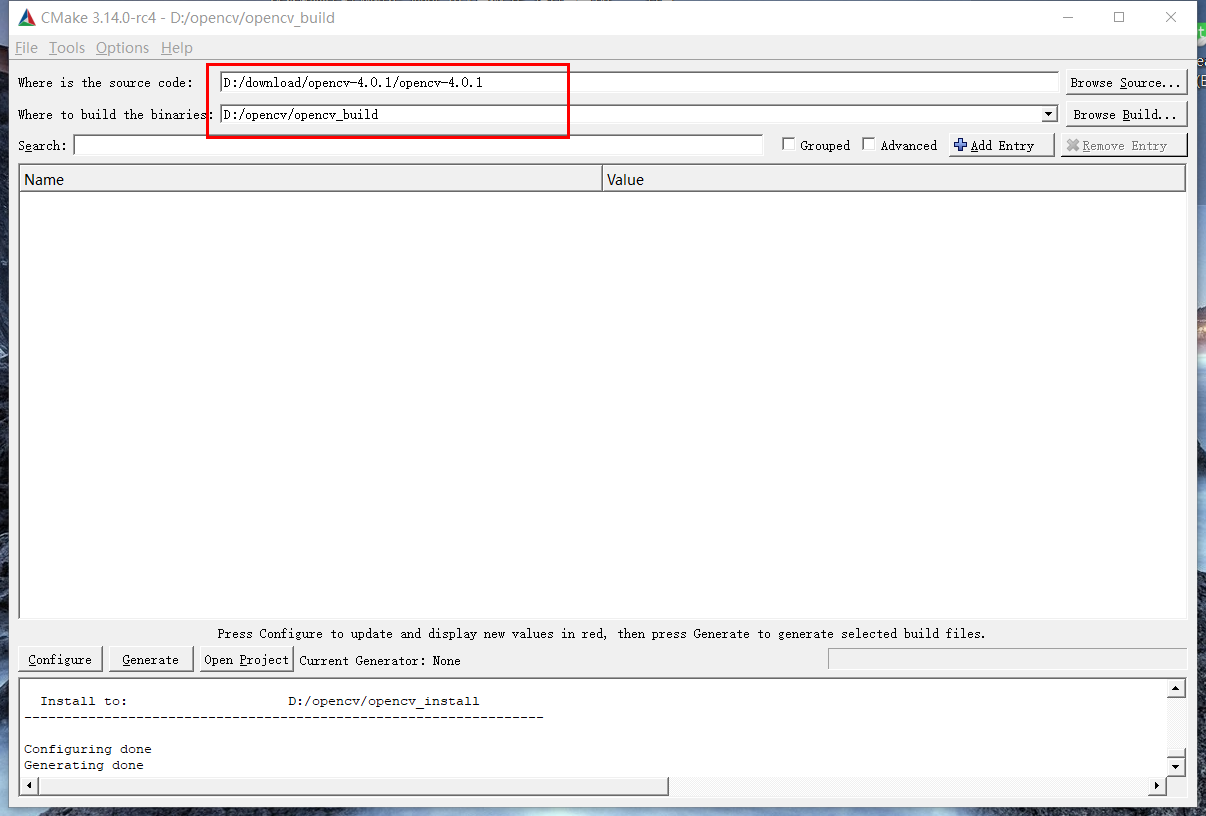 CMake 3.14.0-rc4 - D:/opencv/opencv_build
File Tools Options Help
Where is the source code: D:/download/opencv-4.0.1/opencv-4.0.1 Browse Source...
Where to build the binaries: D:/opencv/opencv_build Browse Build...
Search: Grouped Advanced Add Entry Remove Entry
Name Value
Press Configure to update and display new values in red, then press Generate to generate selected build files.
Configure Generate Open Project Current Generator: None
Install to: D:/opencv/opencv_install
-----------------------------------------------------------------
Configuring done
Generating done